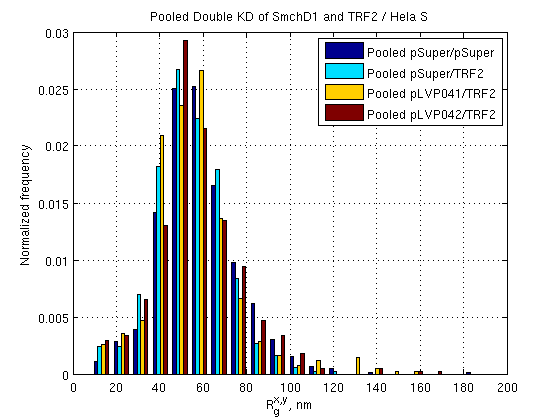 Pooled Double KD of SmchD1 and TRF2 / Hela S
0.03
0.025
0.02
0.015
0.01
0.005
0
Normalized frequency
Pooled pSuper/pSuper
Pooled pSuper/TRF2
Pooled pLVP041/TRF2
Pooled pLVP042/TRF2
0 20 40 60 80 100 120 140 160 180 200
R_g^x,y, nm